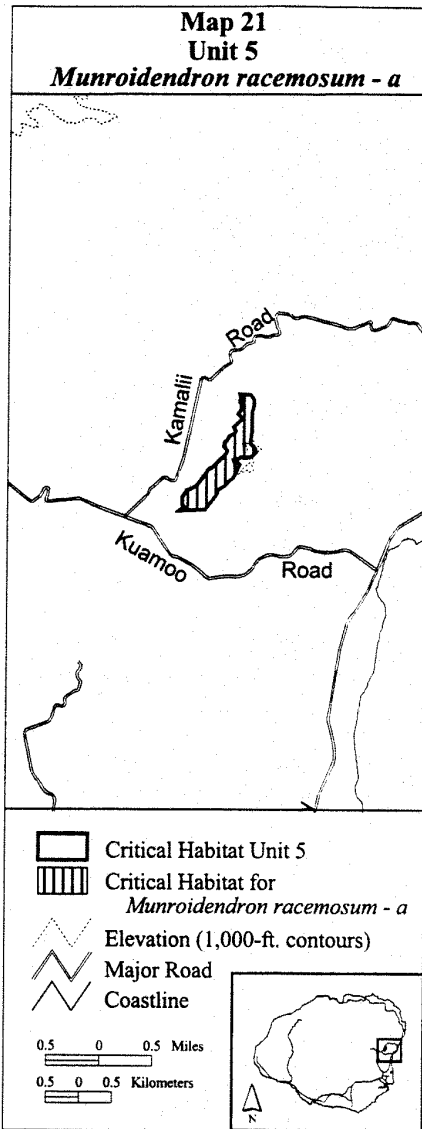 Map 21
Unit 5
Munroidendron racemosum - a
Road
Kamalii
Kuamoo
Road
Critical Habitat Unit 5
Critical Habitat for
Munroidendron racemosum - a
Elevation (1,000-ft. contours)
Major Road
Coastline
0.5 0 0.5 Miles
0.5 0 0.5 Kilometers
N